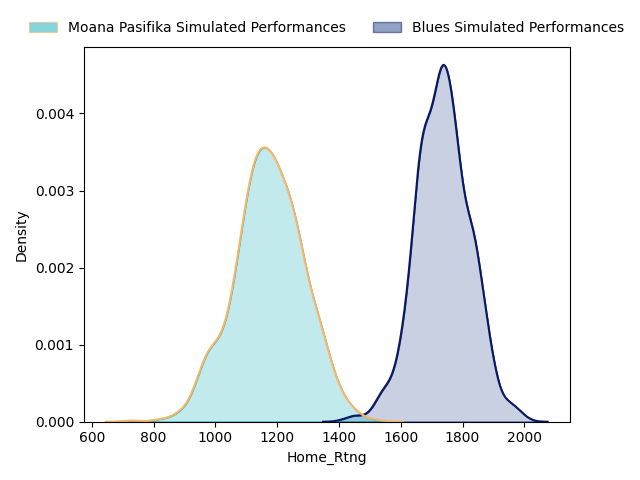 Moana Pasifika Simulated Performances
Blues Simulated Performances
Density
0.004
0.003
0.002
0.001
0.000
600 800 1000 1200 1400 1600 1800 2000
Home_Rtng